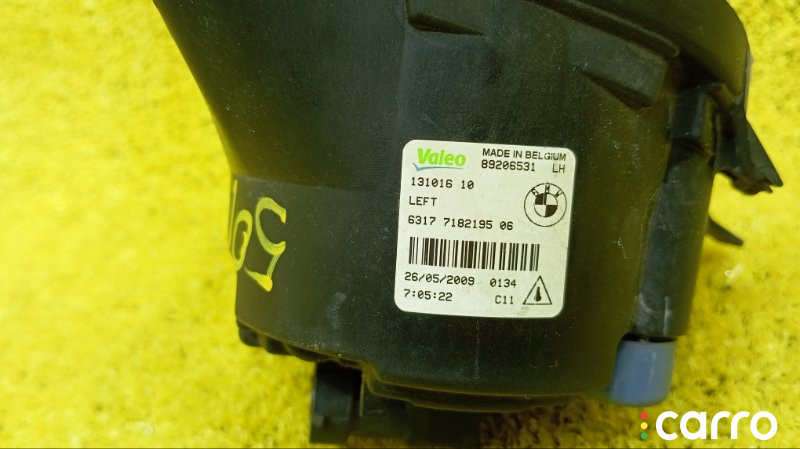 Valeo MADE IN BELGIUM
89206531 LH
131016 10
LEFT
BMW
6317 7182195 06
26/05/2009 0134
7:05:22 C11
carro